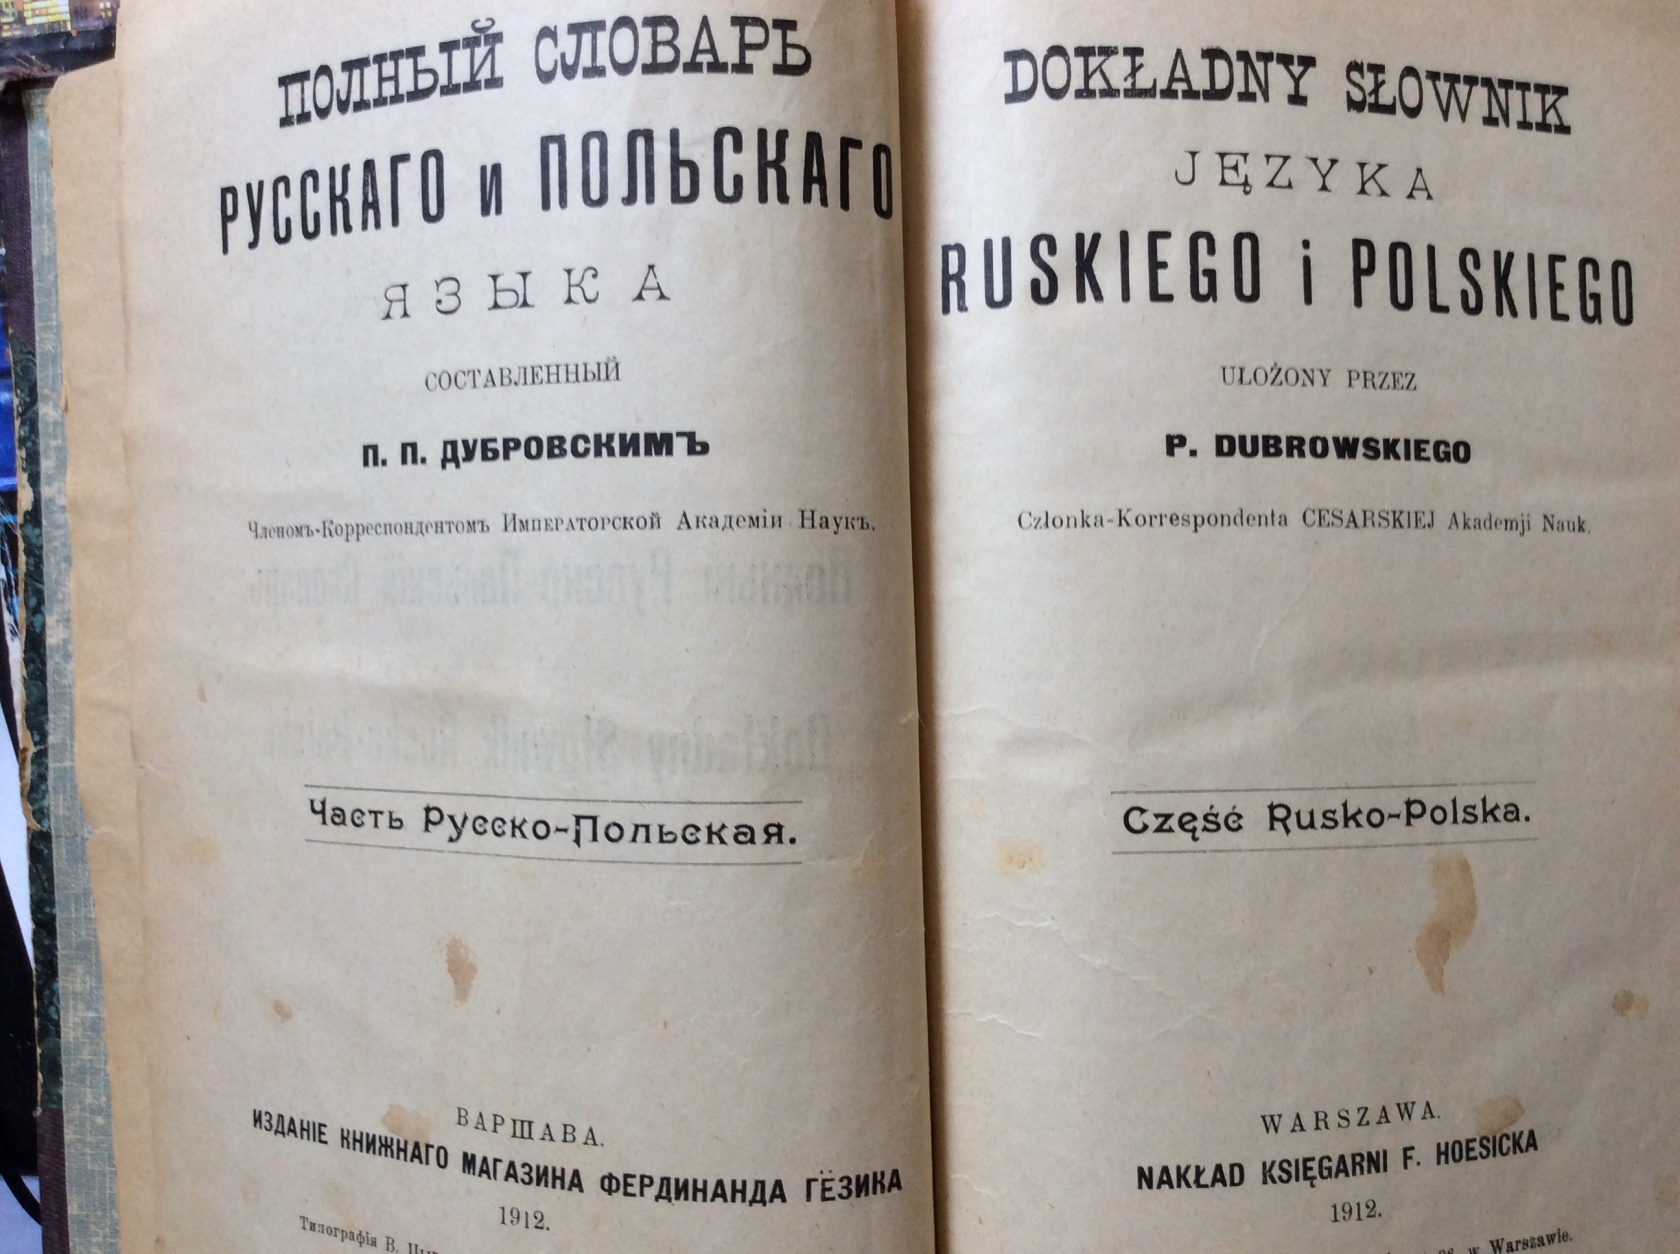 ПОЛНЫЙ СЛОВАРЬ
РУССКАГО и ПОЛЬСКАГО
ЯЗЫКА
СОСТАВЛЕННЫЙ
П. П. ДУБРОВСКИМЪ
Членомъ-Корреспондентомъ Императорской Академіи Наукъ.
Часть Русско-Польская.
ВАРШАВА.
ИЗДАНІЕ КНИЖНАГО МАГАЗИНА ФЕРДИНАНДА ГЁЗИКА
1912.
Типографія В.
DOKŁADNY SŁOWNIK
JĘZYKA
RUSKIEGO i POLSKIEGO
UŁOŻONY PRZEZ
P. DUBROWSKIEGO
Członka-Korrespondenta CESARSKIEJ Akademji Nauk.
Część Rusko-Polska.
WARSZAWA.
NAKŁAD KSIĘGARNI F. HOESICKA
1912.
w Warszawie.